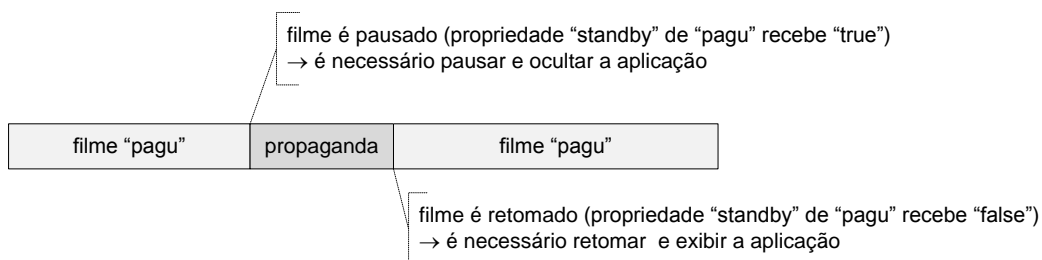 filme é pausado (propriedade “standby” de “pagu” recebe “true”)
→ é necessário pausar e ocultar a aplicação
filme “pagu”
propaganda
filme “pagu”
filme é retomado (propriedade “standby” de “pagu” recebe “false”)
→ é necessário retomar e exibir a aplicação